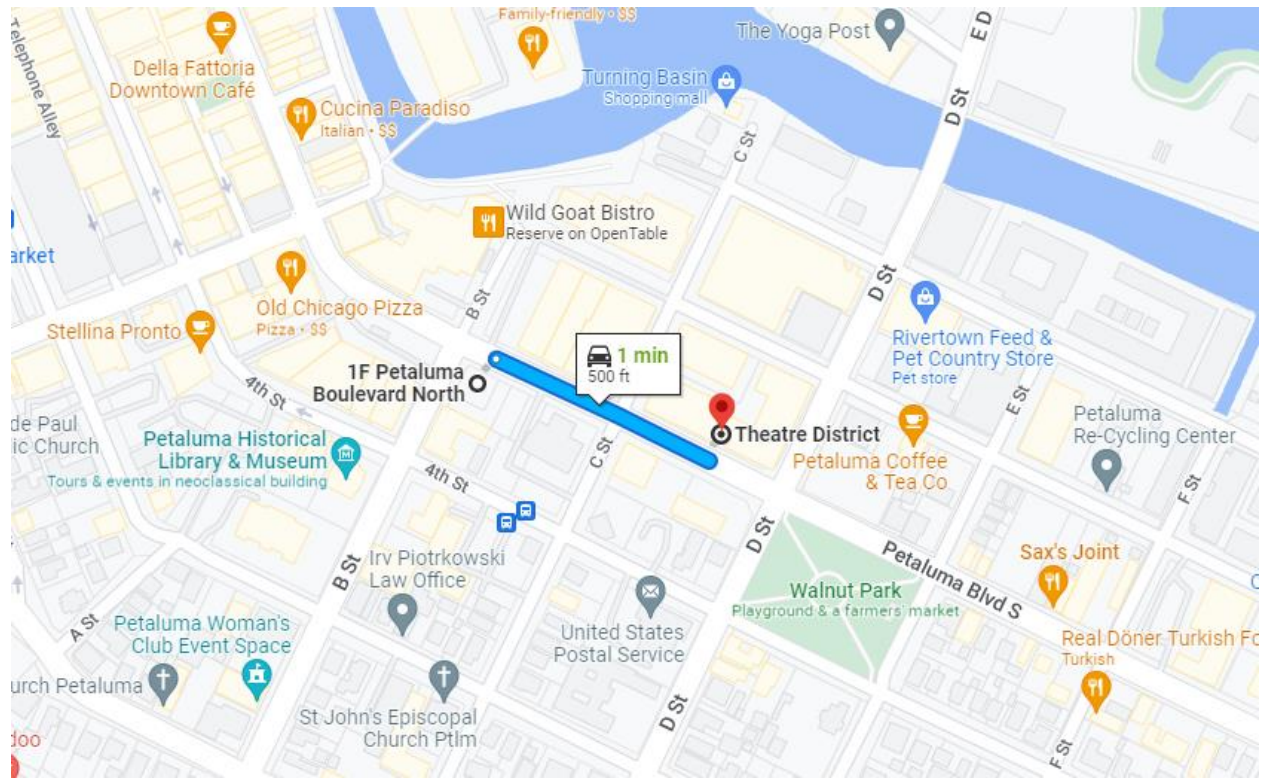 Family-friendly • $$
The Yoga Post
E D
Telephone Alley
Della Fattoria
Downtown Café
Turning Basin
Shopping mall
Cucina Paradiso
Italian • $$
D St
C St
Wild Goat Bistro
Reserve on OpenTable
arket
D St
Old Chicago Pizza
Pizza • $$
B St
Stellina Pronto
Rivertown Feed &
Pet Country Store
Pet store
1 min
500 ft
1F Petaluma
Boulevard North
4th St
E St
de Paul
ic Church
Petaluma
Re-Cycling Center
Theatre District
Petaluma Historical
Library & Museum
Tours & events in neoclassical building
C St
Petaluma Coffee
& Tea Co
4th St
F St
D St
Irv Piotrkowski
Law Office
B St
Petaluma Blvd S
Sax's Joint
Walnut Park
Playground & a farmers' market
A St
Petaluma Woman's
Club Event Space
United States
Postal Service
Real Döner Turkish Fo
Turkish
urch Petaluma
St John's Episcopal
Church Ptlm
D St
doo
F St